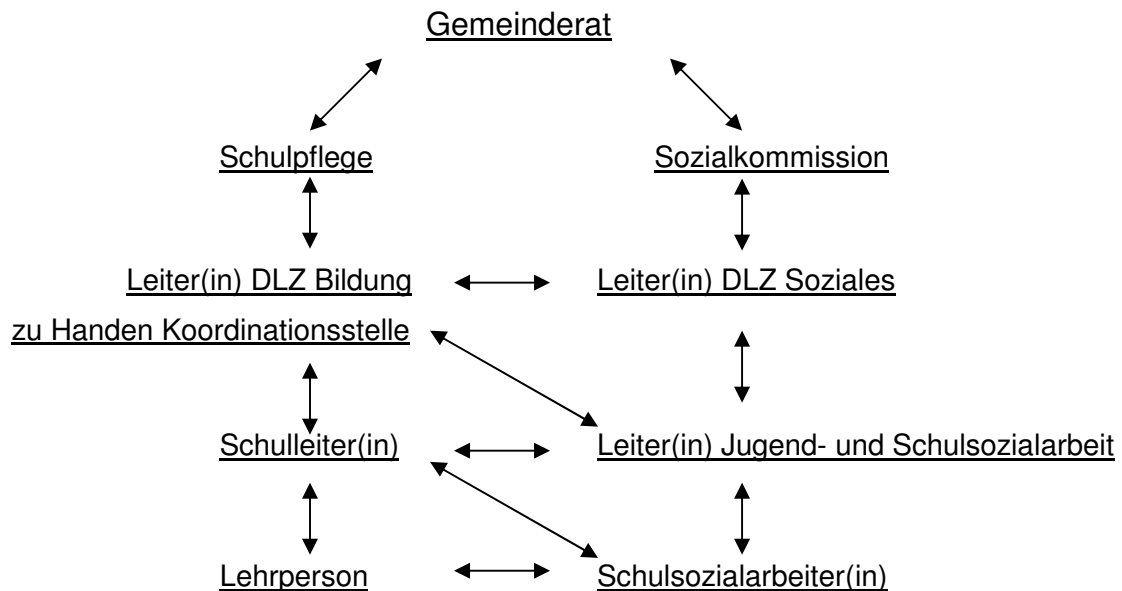 Gemeinderat
Schulpflege
Sozialkommission
Leiter(in) DLZ Bildung
Leiter(in) DLZ Soziales
zu Handen Koordinationsstelle
Schulleiter(in)
Leiter(in) Jugend- und Schulsozialarbeit
Lehrperson
Schulsozialarbeiter(in)